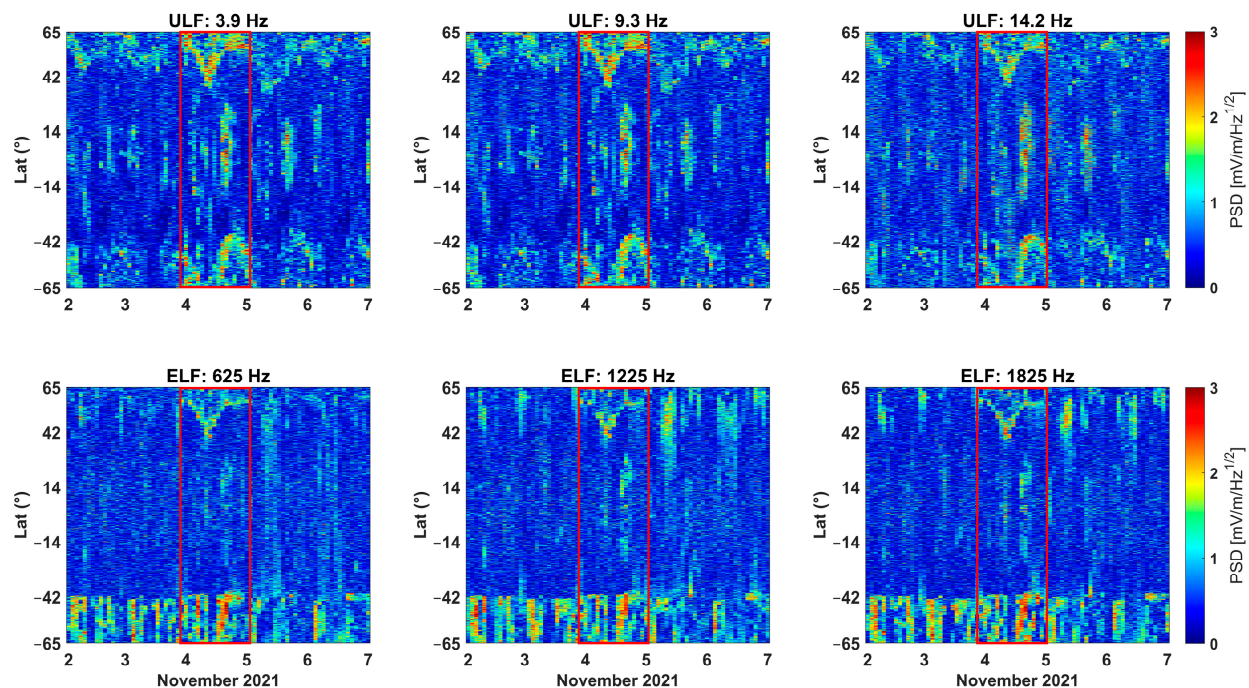 ULF: 3.9 Hz
ULF: 9.3 Hz
ULF: 14.2 Hz
65
42
14
−14
−42
−65
Lat (°)
2 3 4 5 6 7
65
42
14
−14
−42
−65
Lat (°)
2 3 4 5 6 7
65
42
14
−14
−42
−65
Lat (°)
2 3 4 5 6 7
3
2
1
0
PSD [mV/m/Hz^1/2]
ELF: 625 Hz
ELF: 1225 Hz
ELF: 1825 Hz
65
42
14
−14
−42
−65
Lat (°)
2 3 4 5 6 7
November 2021
65
42
14
−14
−42
−65
Lat (°)
2 3 4 5 6 7
November 2021
65
42
14
−14
−42
−65
Lat (°)
2 3 4 5 6 7
November 2021
3
2
1
0
PSD [mV/m/Hz^1/2]